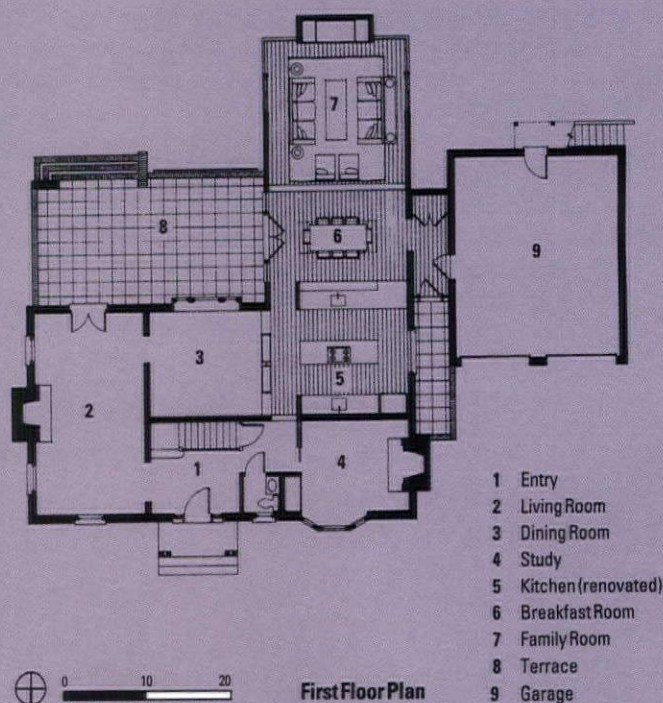 7
8
6
9
3
5
2
1
4
1 Entry
2 Living Room
3 Dining Room
4 Study
5 Kitchen (renovated)
6 Breakfast Room
7 Family Room
8 Terrace
9 Garage
0 10 20
First Floor Plan